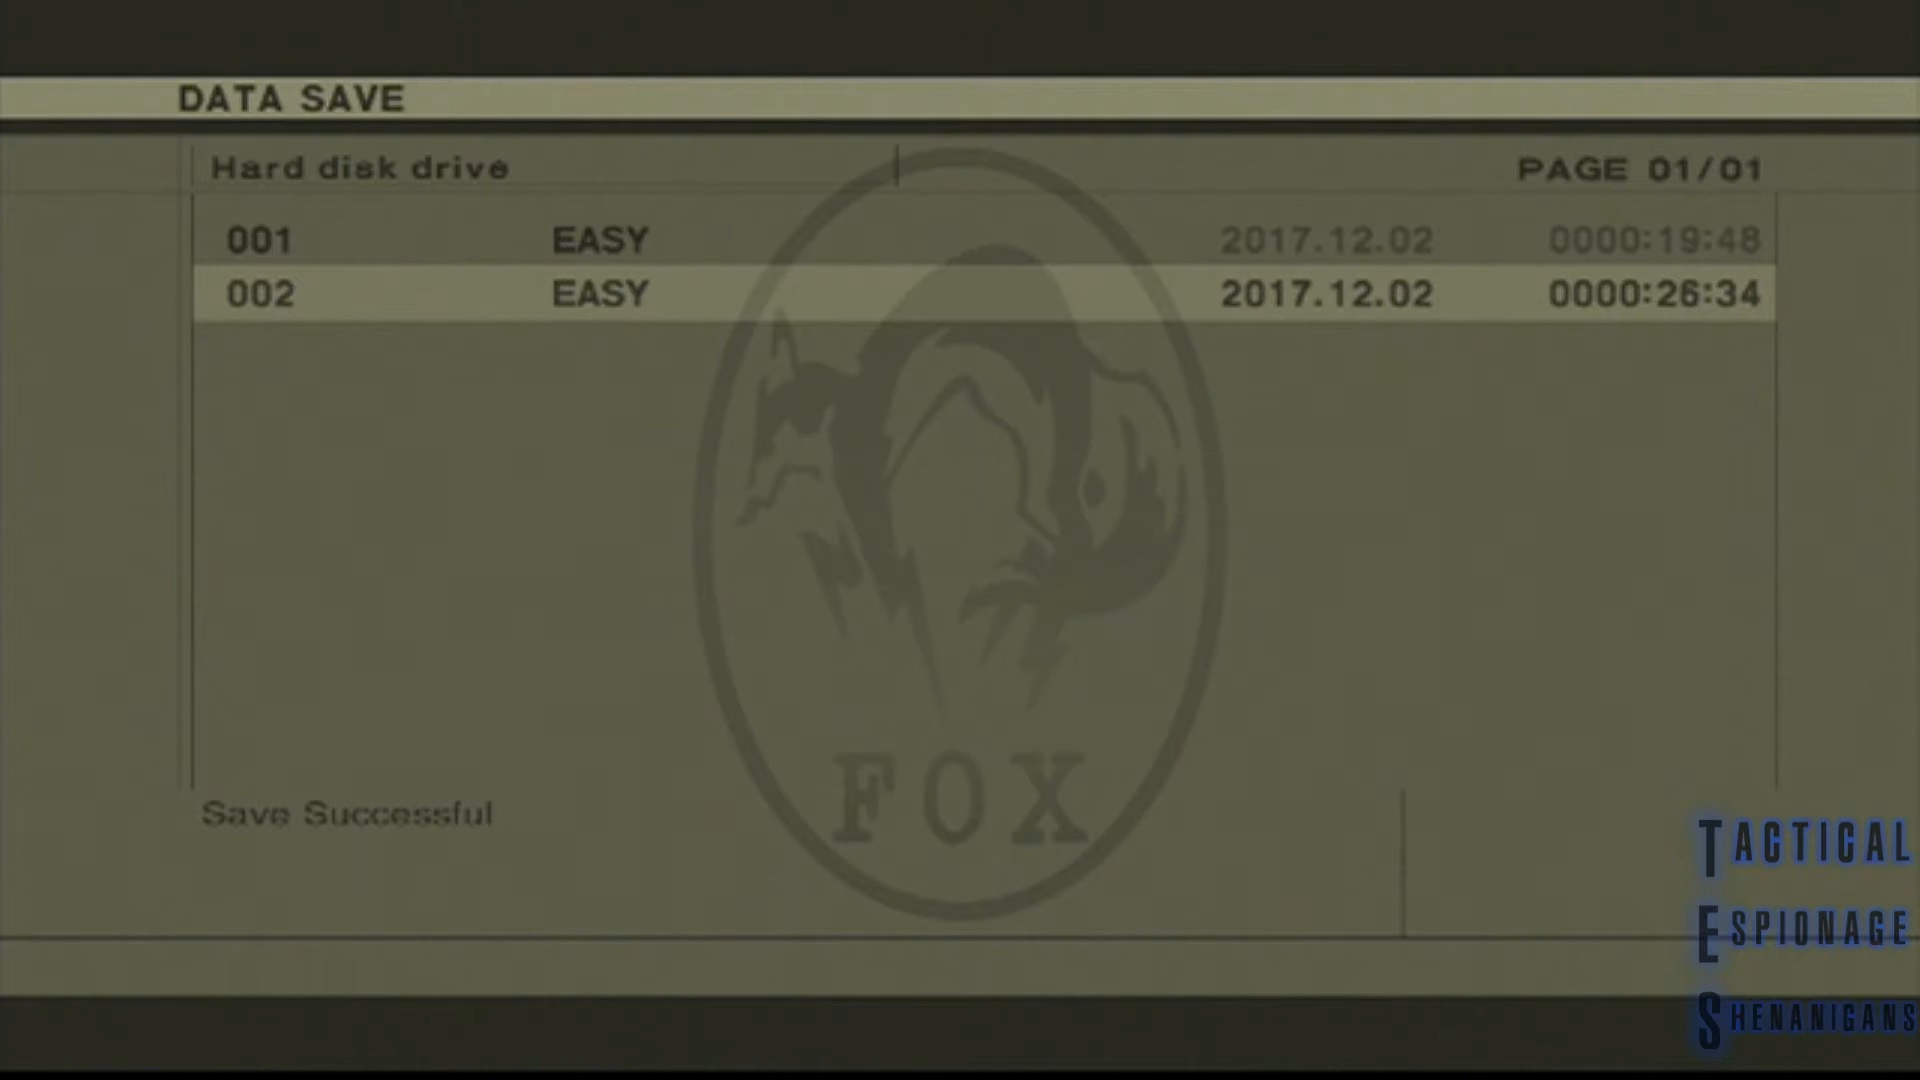 DATA SAVE
Hard disk drive PAGE 01/01
001 EASY 2017.12.02 0000:19:48
002 EASY 2017.12.02 0000:26:34
FOX
Save Successful
TACTICAL
ESPIONAGE
SHENANIGANS